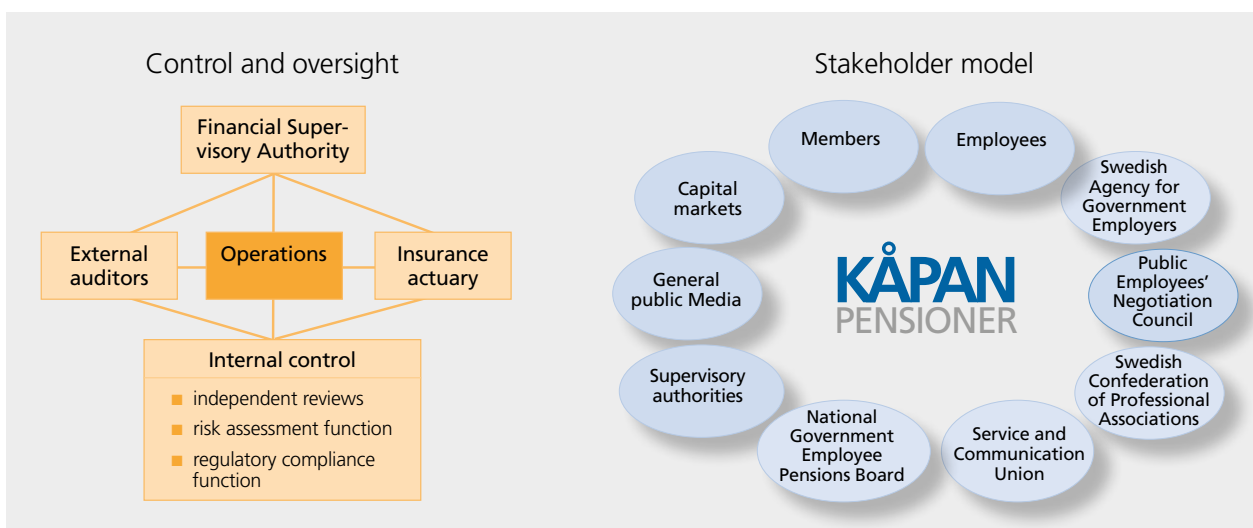 Control and oversight
Financial Super-
visory Authority
External
auditors
Operations
Insurance
actuary
Internal control
independent reviews
risk assessment function
regulatory compliance
function
Stakeholder model
Members
Employees
Capital
markets
Swedish
Agency for
Government
Employers
General
public Media
KÅPAN
PENSIONER
Public
Employees’
Negotiation
Council
Supervisory
authorities
Swedish
Confederation
of Professional
Associations
National
Government
Employee
Pensions Board
Service and
Communication
Union